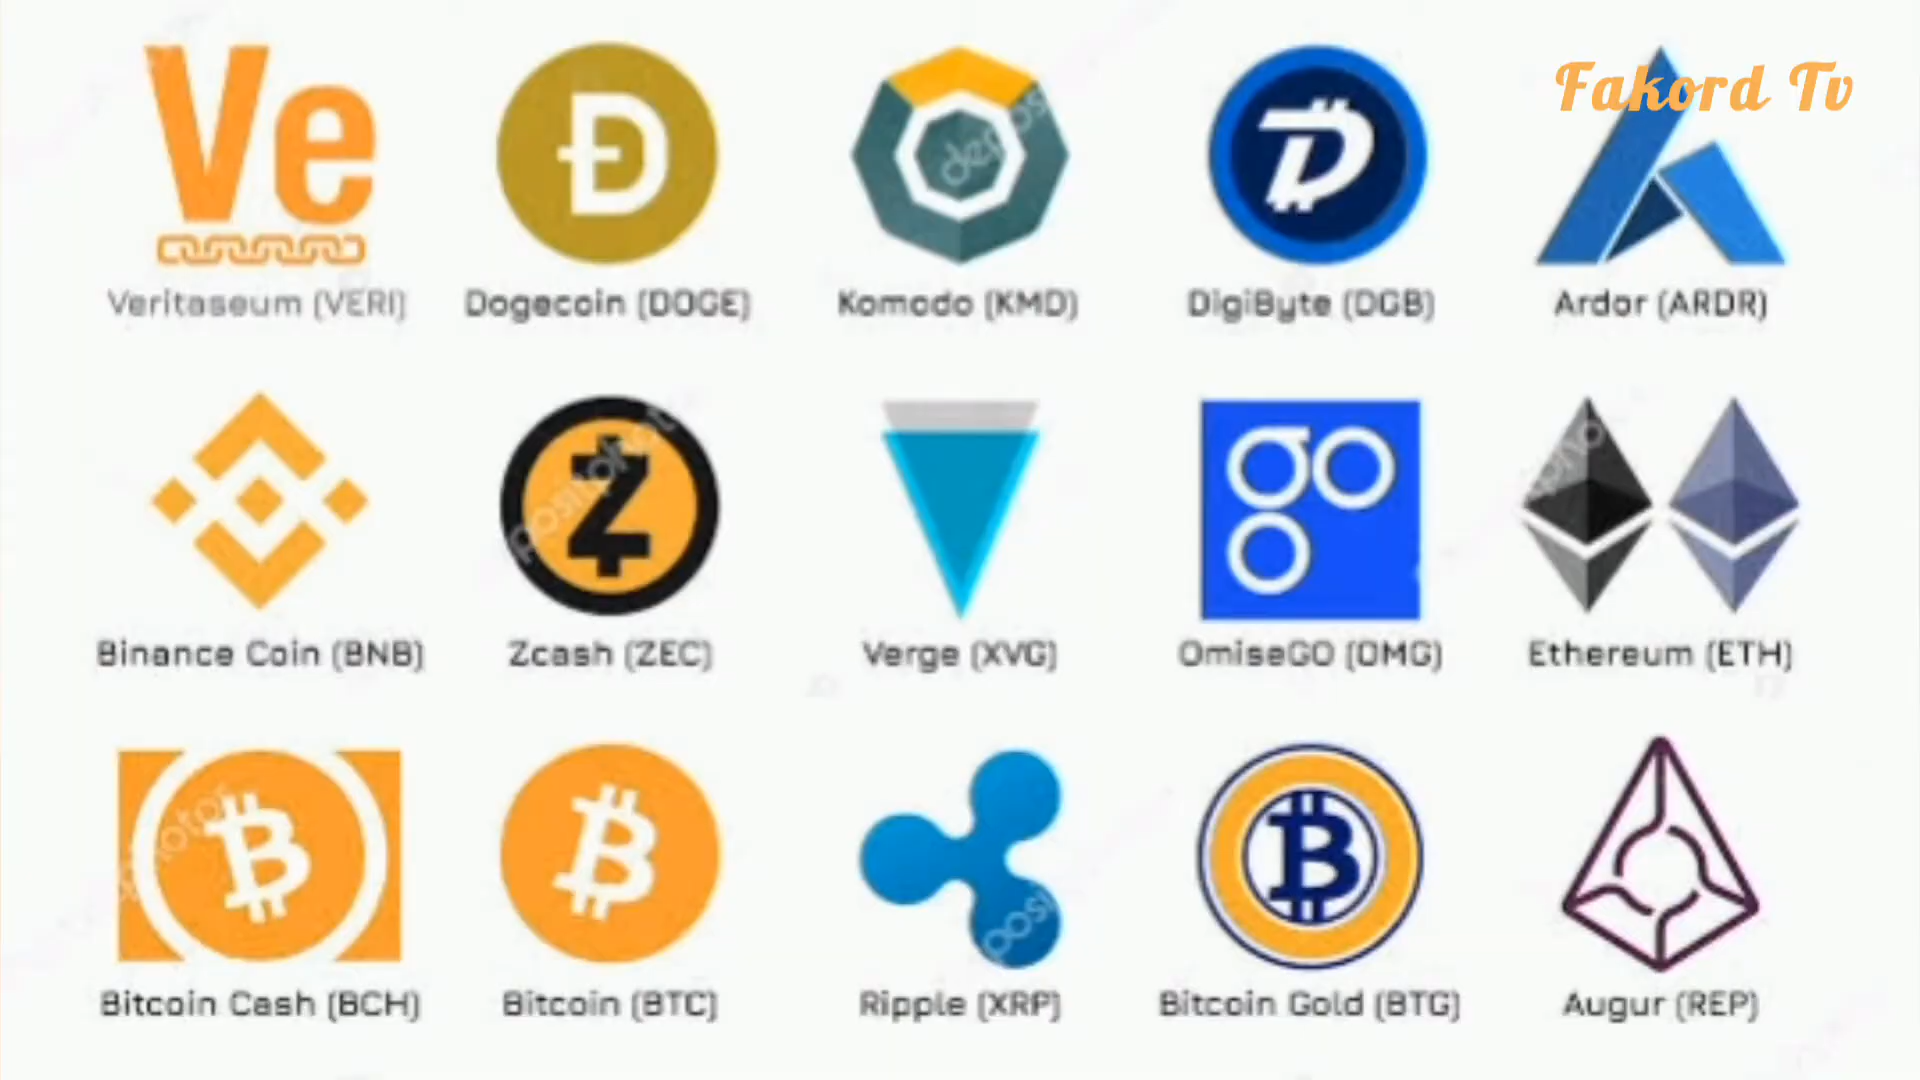 Fakord Tv
Ve
Veritaseum (VERI)
Dogecoin (DOGE)
Komodo (KMD)
DigiByte (DGB)
Ardor (ARDR)
Binance Coin (BNB)
Zcash (ZEC)
Verge (XVG)
OmiseGO (OMG)
Ethereum (ETH)
Bitcoin Cash (BCH)
Bitcoin (BTC)
Ripple (XRP)
Bitcoin Gold (BTG)
Augur (REP)